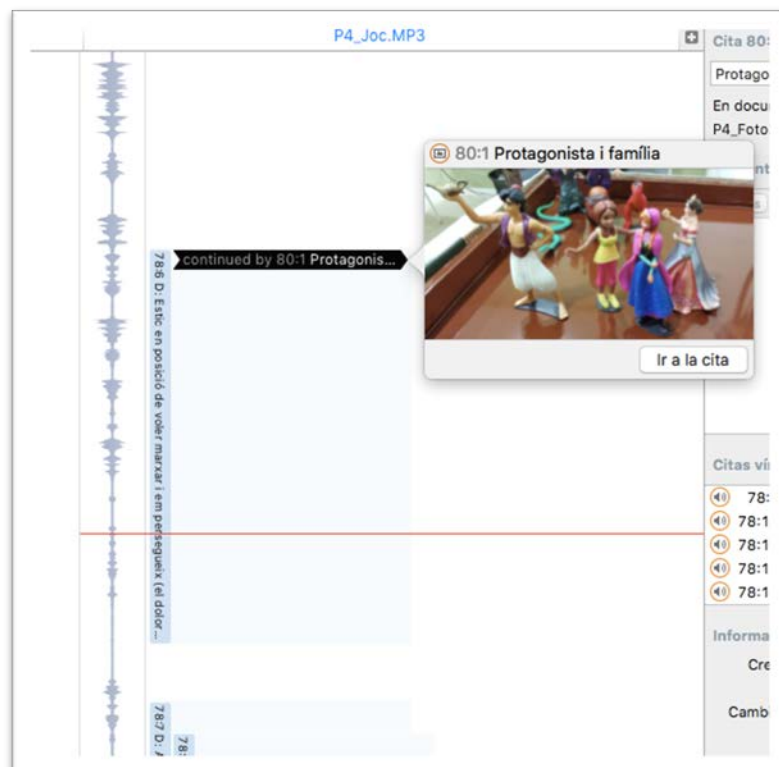 P4_Joc.MP3
Cita 80:
Protago
En docu
P4_Foto
80:1 Protagonista i família
continued by 80:1 Protagonis...
Ir a la cita
78:6 D: Estic en posició de voler marxar i em persegueix (el dolor...
Citas ví
78:
78:1
78:1
78:1
78:1
Informa
Cre
Cambi
78:7 D: A
78: